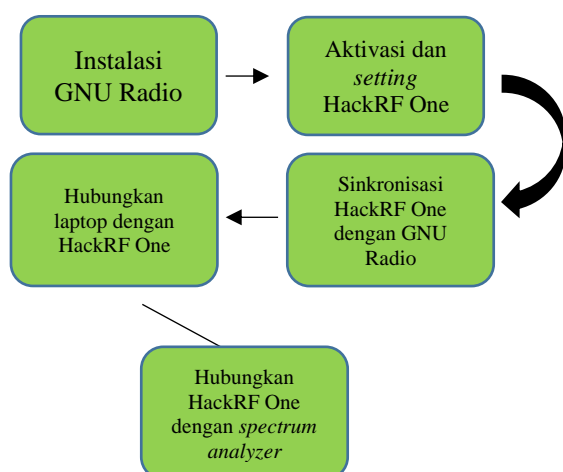 Instalasi
GNU Radio
Aktivasi dan
setting
HackRF One
Sinkronisasi
HackRF One
dengan GNU
Radio
Hubungkan
laptop dengan
HackRF One
Hubungkan
HackRF One
dengan spectrum
analyzer